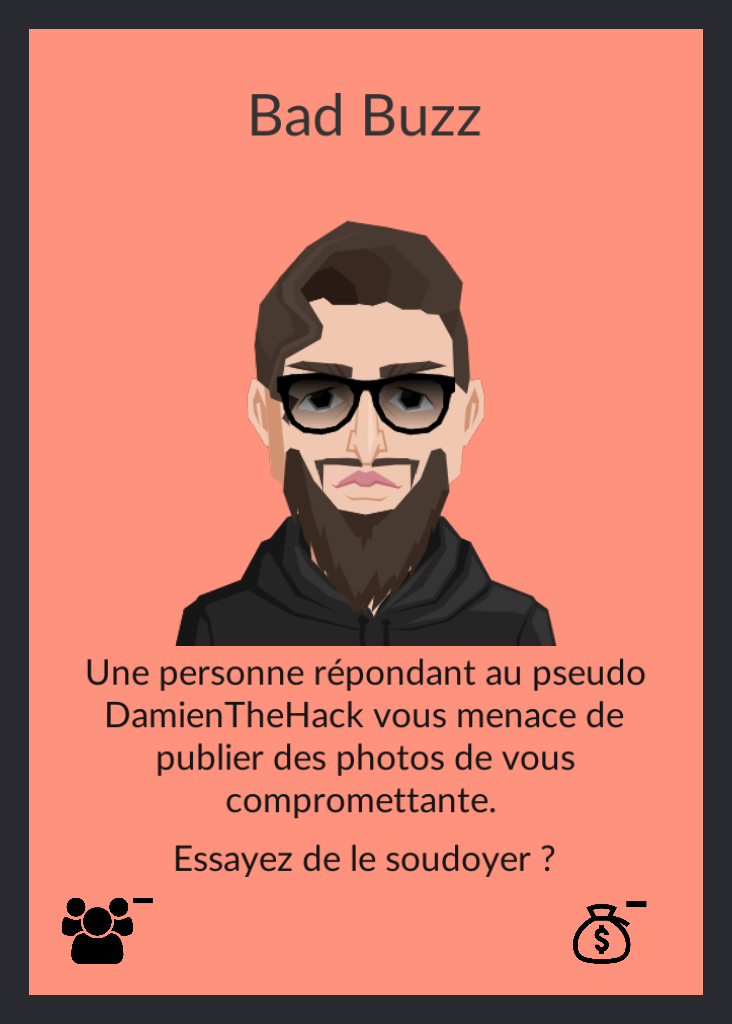 Bad Buzz
Une personne répondant au pseudo
DamienTheHack vous menace de
publier des photos de vous
compromettante.
Essayez de le soudoyer ?
$